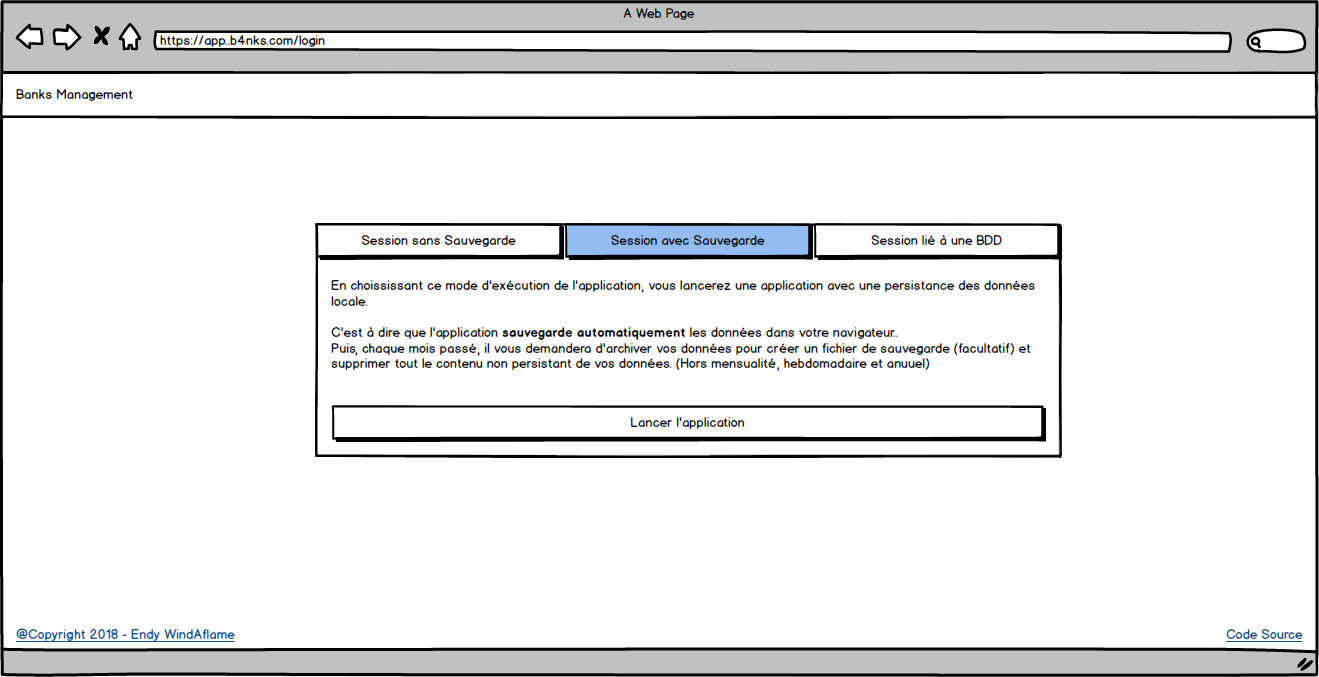 A Web Page
https://app.b4nks.com/login
Banks Management
Session sans Sauvegarde
Session avec Sauvegarde
Session lié à une BDD
En choississant ce mode d'exécution de l'application, vous lancerez une application avec une persistance des données
locale.
C'est à dire que l'application sauvegarde automatiquement les données dans votre navigateur..
Puis, chaque mois passé, il vous demandera d'archiver vos données pour créer un fichier de sauvegarde (facultatif) et
supprimer tout le contenu non persistant de vos données. (Hors mensualité, hebdomadaire et anuuel)
Lancer l'application
@Copyright 2018 - Endy WindAflame
Code Source